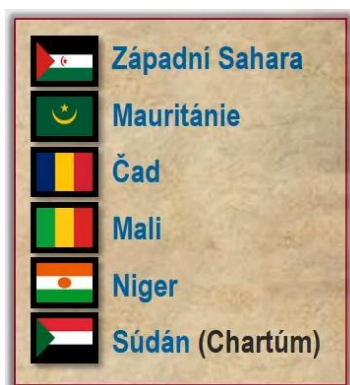 Západní Sahara
Mauritánie
Čad
Mali
Niger
Súdán (Chartúm)